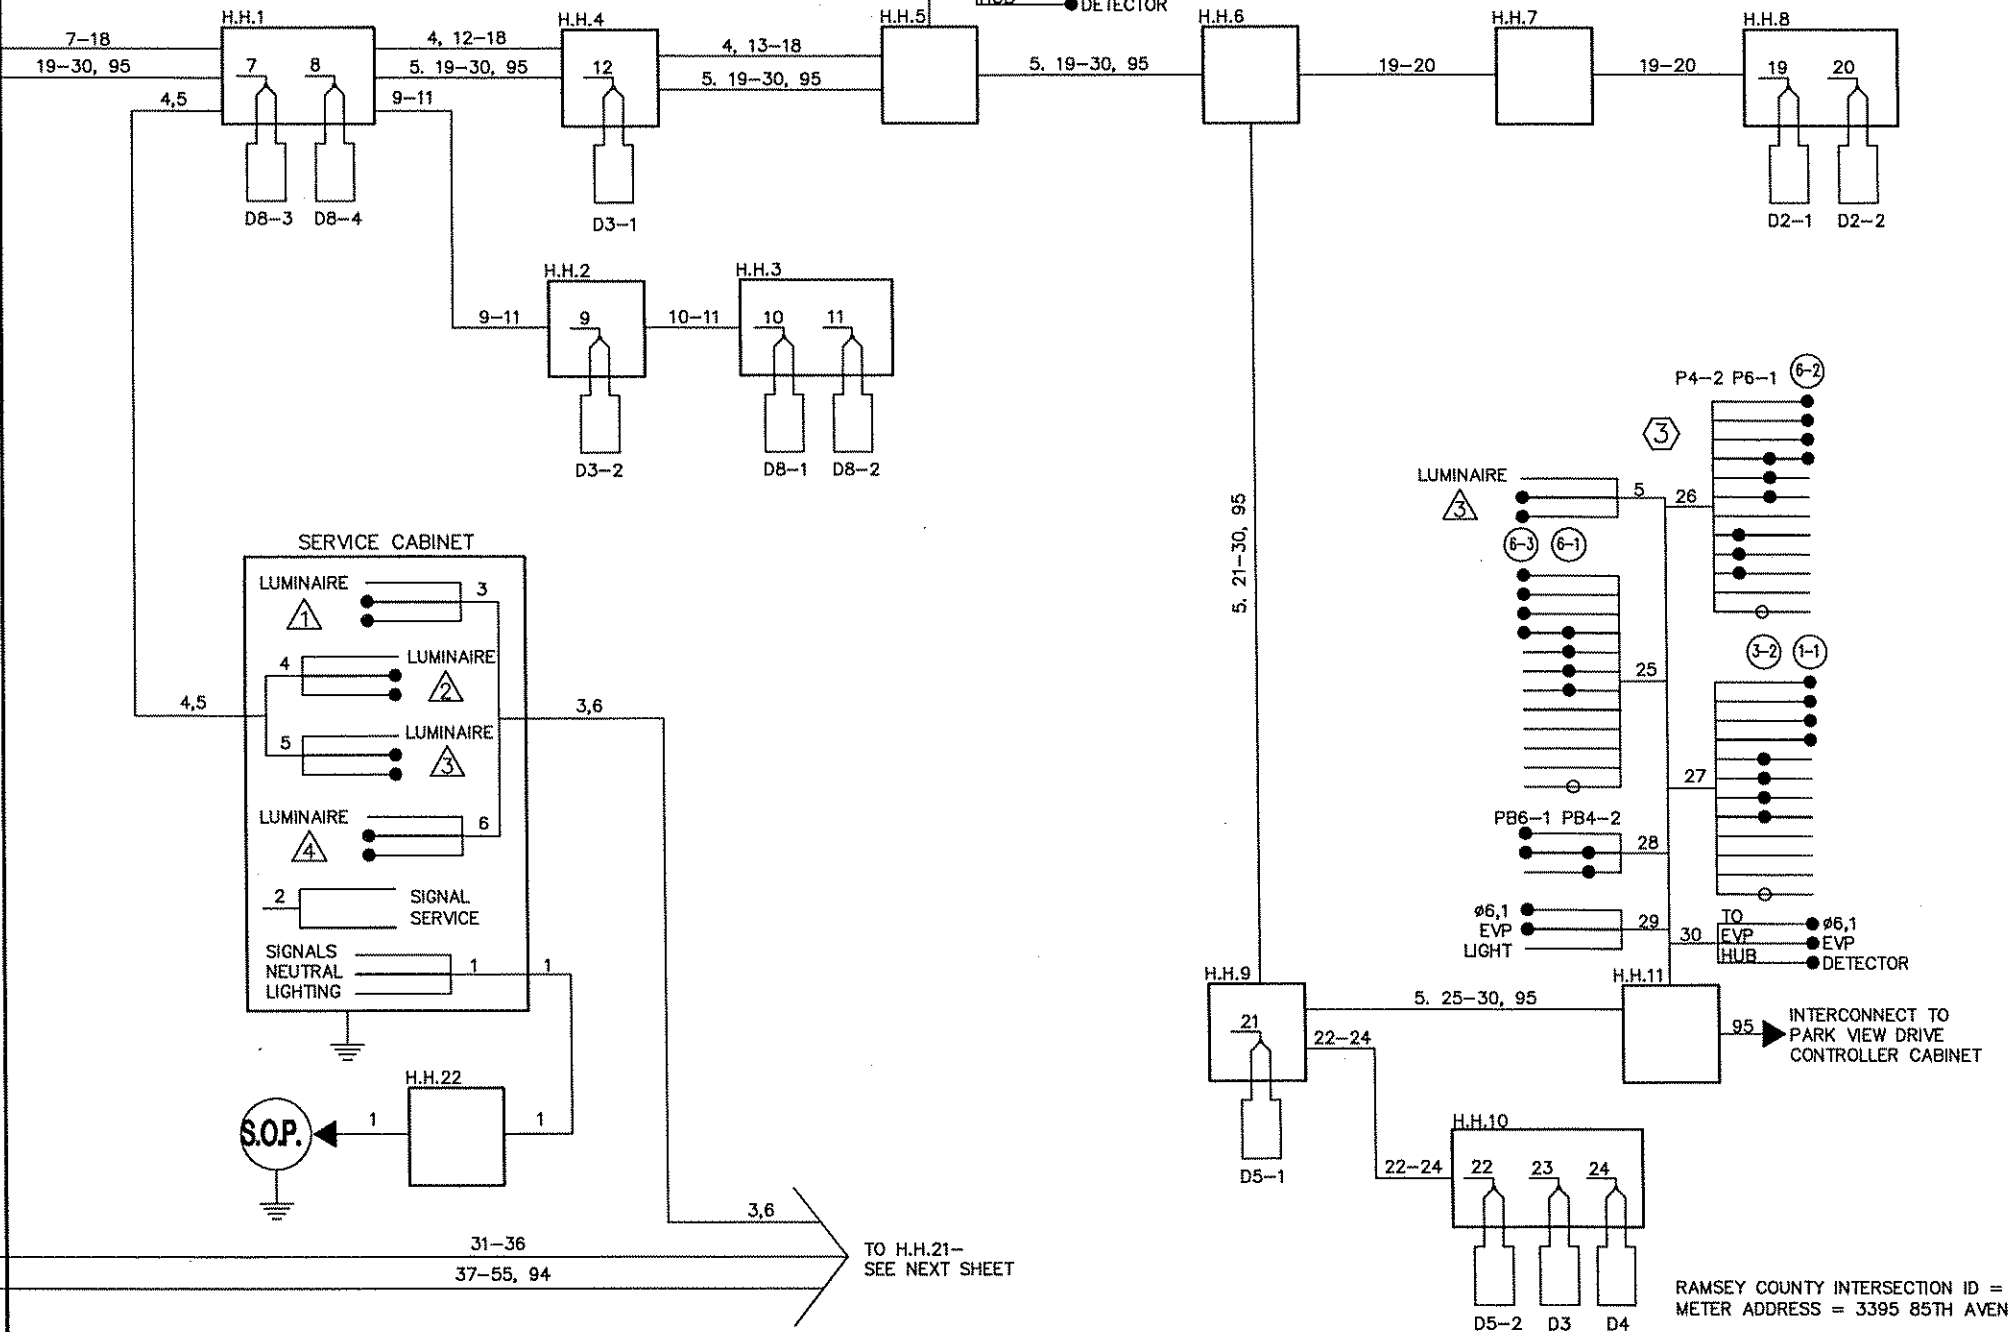 HUB
DETECTOR
H.H.1
H.H.4
H.H.5
H.H.6
H.H.7
H.H.8
7-18
4, 12-18
4, 13-18
19-30, 95
5. 19-30, 95
5. 19-30, 95
5. 19-30, 95
19-20
19-20
7
8
12
19
20
4,5
9-11
D8-3
D8-4
D3-1
D2-1
D2-2
H.H.2
H.H.3
9-11
9
10-11
10
11
D3-2
D8-1
D8-2
P4-2 P6-1
6-2
3
LUMINAIRE
3
5
26
6-3
6-1
5. 21-30, 95
25
3-2
1-1
27
PB6-1 PB4-2
28
ø6,1
EVP
LIGHT
29
30
TO
EVP
HUB
ø6,1
EVP
DETECTOR
SERVICE CABINET
LUMINAIRE
1
3
4
LUMINAIRE
2
4,5
3,6
5
LUMINAIRE
3
LUMINAIRE
4
6
2
SIGNAL
SERVICE
SIGNALS
NEUTRAL
LIGHTING
1
1
H.H.9
H.H.11
5. 25-30, 95
21
22-24
95
INTERCONNECT TO
PARK VIEW DRIVE
CONTROLLER CABINET
H.H.22
S.O.P.
1
1
D5-1
H.H.10
22-24
22
23
24
3,6
31-36
37-55, 94
TO H.H.21-
SEE NEXT SHEET
D5-2
D3
D4
RAMSEY COUNTY INTERSECTION ID =
METER ADDRESS = 3395 85TH AVEN